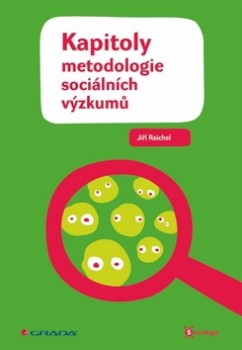 Kapitoly
metodologie
sociálních
výzkumů
Jiří Reichel
GRADA
Sociologie